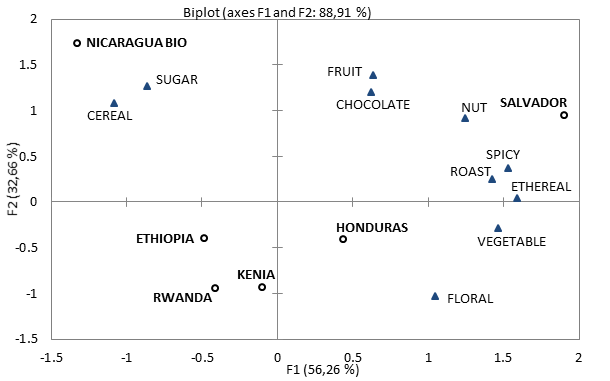 Biplot (axes F1 and F2: 88,91 %)
2
NICARAGUA BIO
1.5
SUGAR
FRUIT
CEREAL
CHOCOLATE
NUT
SALVADOR
1
F2 (32,66 %)
0.5
SPICY
ROAST
ETHEREAL
0
ETHIOPIA
HONDURAS
VEGETABLE
-0.5
KENIA
RWANDA
FLORAL
-1
-1.5
-1.5 -1 -0.5 0 0.5 1 1.5 2
F1 (56,26 %)